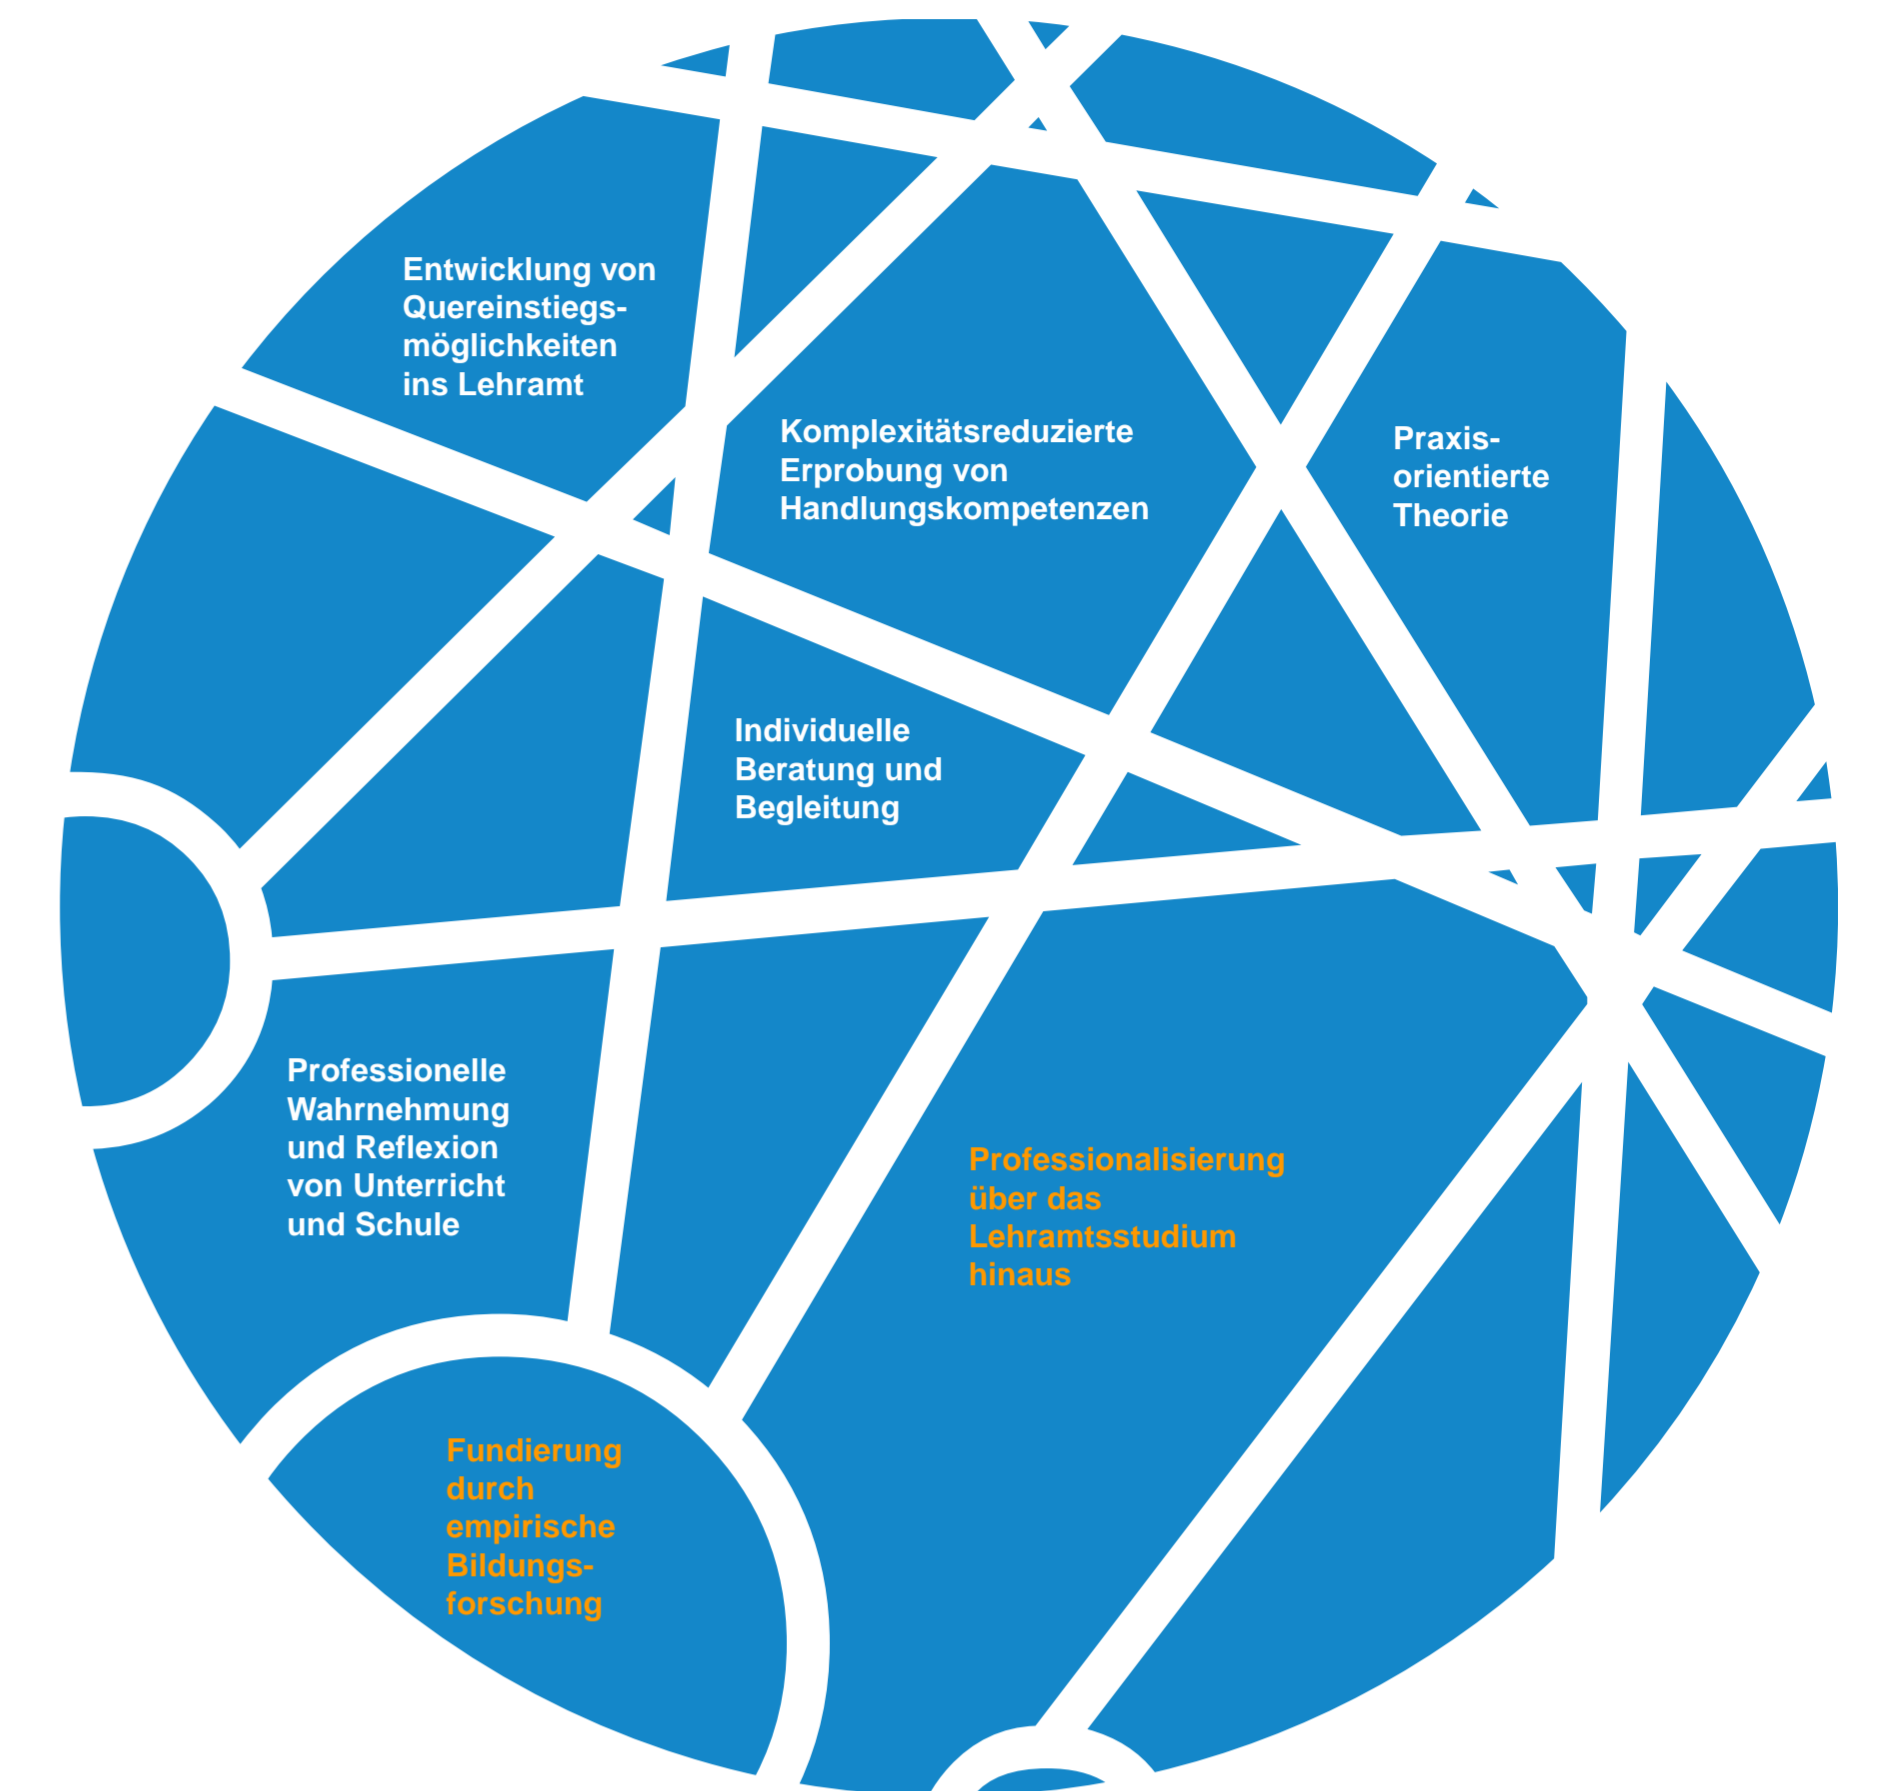 Entwicklung von
Quereinstiegs-
möglichkeiten
ins Lehramt
Komplexitätsreduzierte
Erprobung von
Handlungskompetenzen
Praxis-
orientierte
Theorie
Individuelle
Beratung und
Begleitung
Professionelle
Wahrnehmung
und Reflexion
von Unterricht
und Schule
Professionalisierung
über das
Lehramtsstudium
hinaus
Fundierung
durch
empirische
Bildungs-
forschung